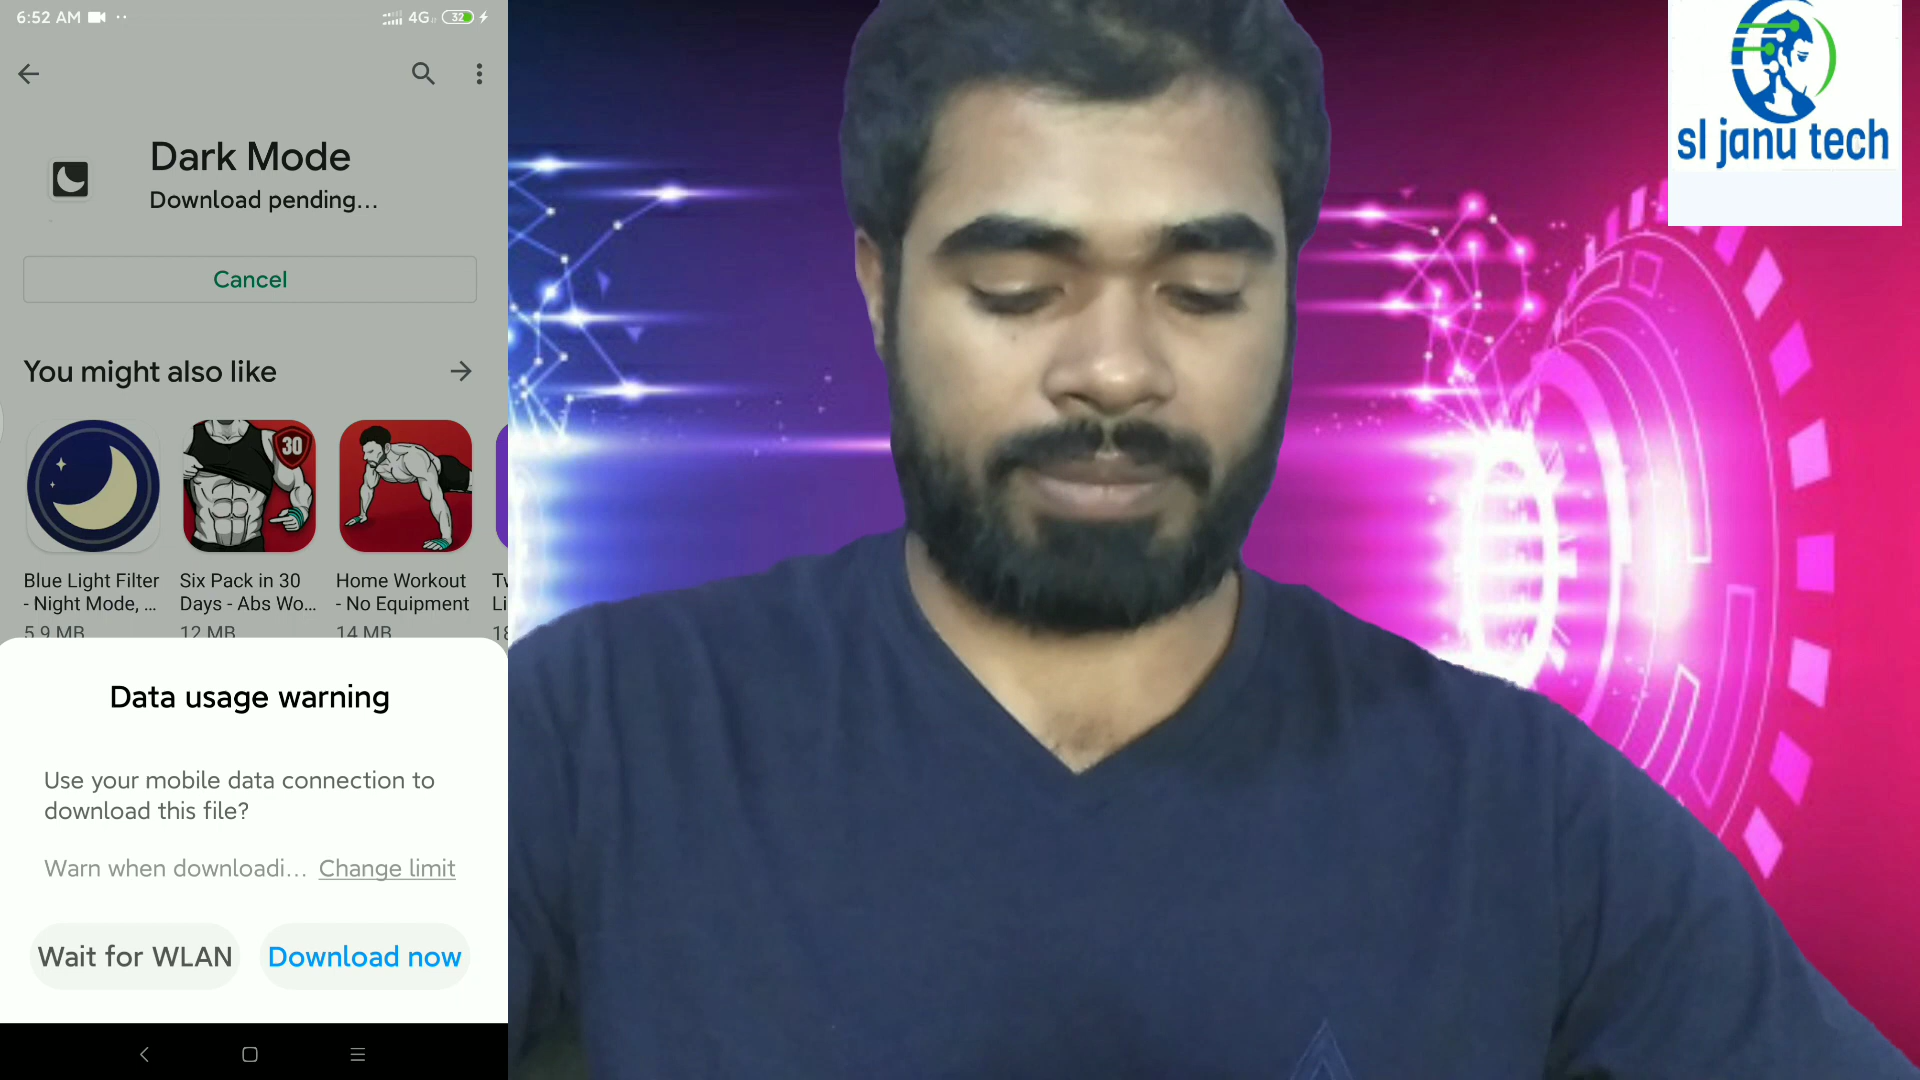 6:52 AM
4G
32
Dark Mode
Download pending...
Cancel
You might also like
30
Blue Light Filter
- Night Mode, ...
5.9 MB
Six Pack in 30
Days - Abs Wo...
12 MB
Home Workout
- No Equipment
14 MB
Data usage warning
Use your mobile data connection to
download this file?
Warn when downloadi... Change limit
Wait for WLAN
Download now
sl janu tech